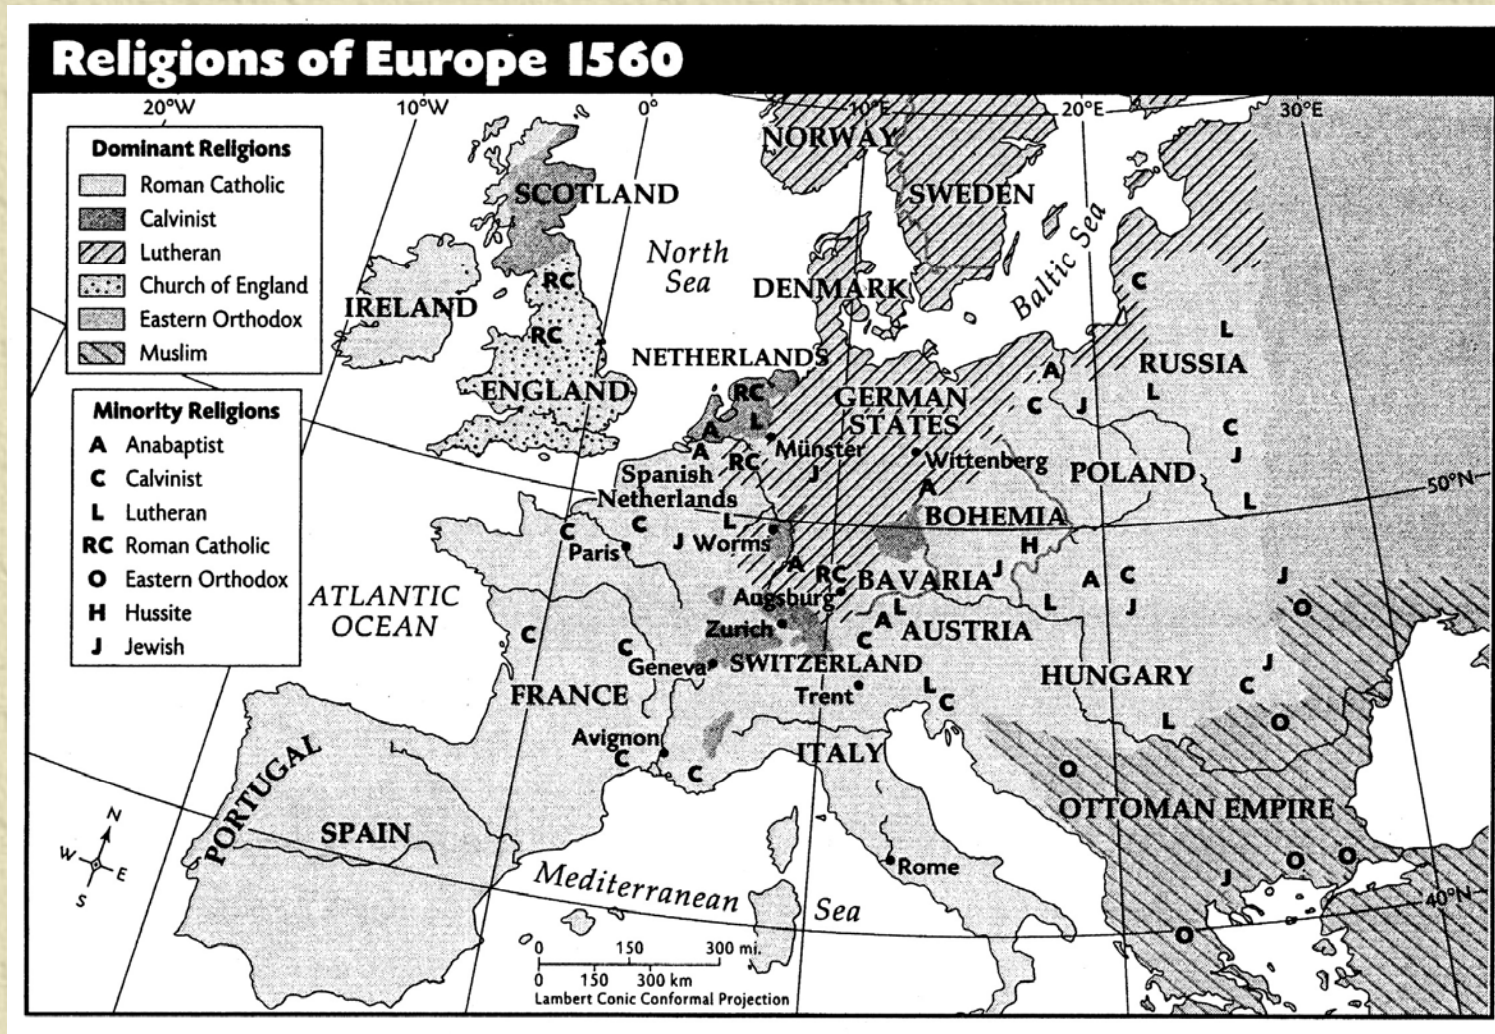 Religions of Europe 1560
20°W
10°W
0°
10°E
20°E
30°E
Dominant Religions
Roman Catholic
Calvinist
Lutheran
Church of England
Eastern Orthodox
Muslim
Minority Religions
A Anabaptist
C Calvinist
L Lutheran
RC Roman Catholic
O Eastern Orthodox
H Hussite
J Jewish
NORWAY
SCOTLAND
SWEDEN
North
Sea
Baltic Sea
RC
C
IRELAND
DENMARK
RC
L
NETHERLANDS
RUSSIA
A
ENGLAND
RC
GERMAN
STATES
L
C
J
L
A
C
Münster
A
RC
J
Wittenberg
J
POLAND
Spanish
Netherlands
A
50°N
L
C
C
L
BOHEMIA
Paris
J
Worms
H
A
RC
BAVARIA
J
A
C
J
ATLANTIC
OCEAN
Augsburg
L
L
J
O
C
Zurich
A
AUSTRIA
C
C
Geneva
SWITZERLAND
J
HUNGARY
FRANCE
Trent
L
C
C
L
O
Avignon
C
ITALY
C
O
PORTUGAL
OTTOMAN EMPIRE
SPAIN
N
W
E
S
Rome
O
O
Mediterranean
Sea
J
40°N
O
0 150 300 mi.
0 150 300 km
Lambert Conic Conformal Projection